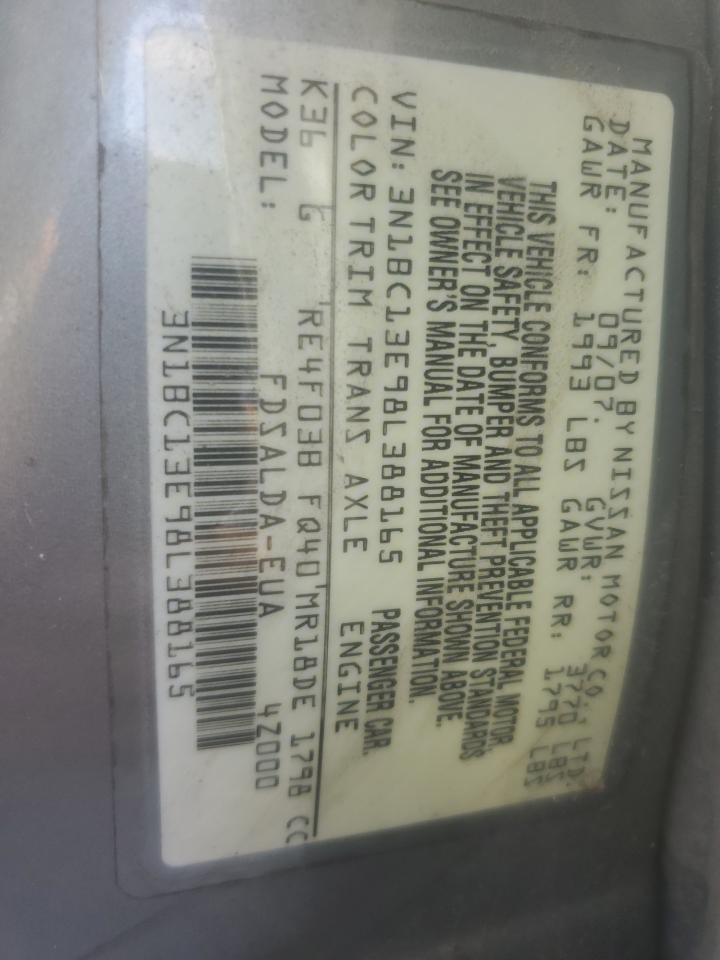 MANUFACTURED BY NISSAN MOTOR CO., LTD.
DATE: 09/07. GVWR: 3770 LBS
GAWR FR: 1993 LBS GAWR RR: 1795 LBS
THIS VEHICLE CONFORMS TO ALL APPLICABLE FEDERAL MOTOR
VEHICLE SAFETY, BUMPER AND THEFT PREVENTION STANDARDS
IN EFFECT ON THE DATE OF MANUFACTURE SHOWN ABOVE.
SEE OWNER'S MANUAL FOR ADDITIONAL INFORMATION.
VIN: 3N1BC13E98L388165 PASSENGER CAR.
COLOR TRIM TRANS AXLE ENGINE
K36 G RE4F03B FQ40 MR18DE 1798 CC
MODEL: FDSALDA-EUA 4Z000
3N1BC13E98L388165